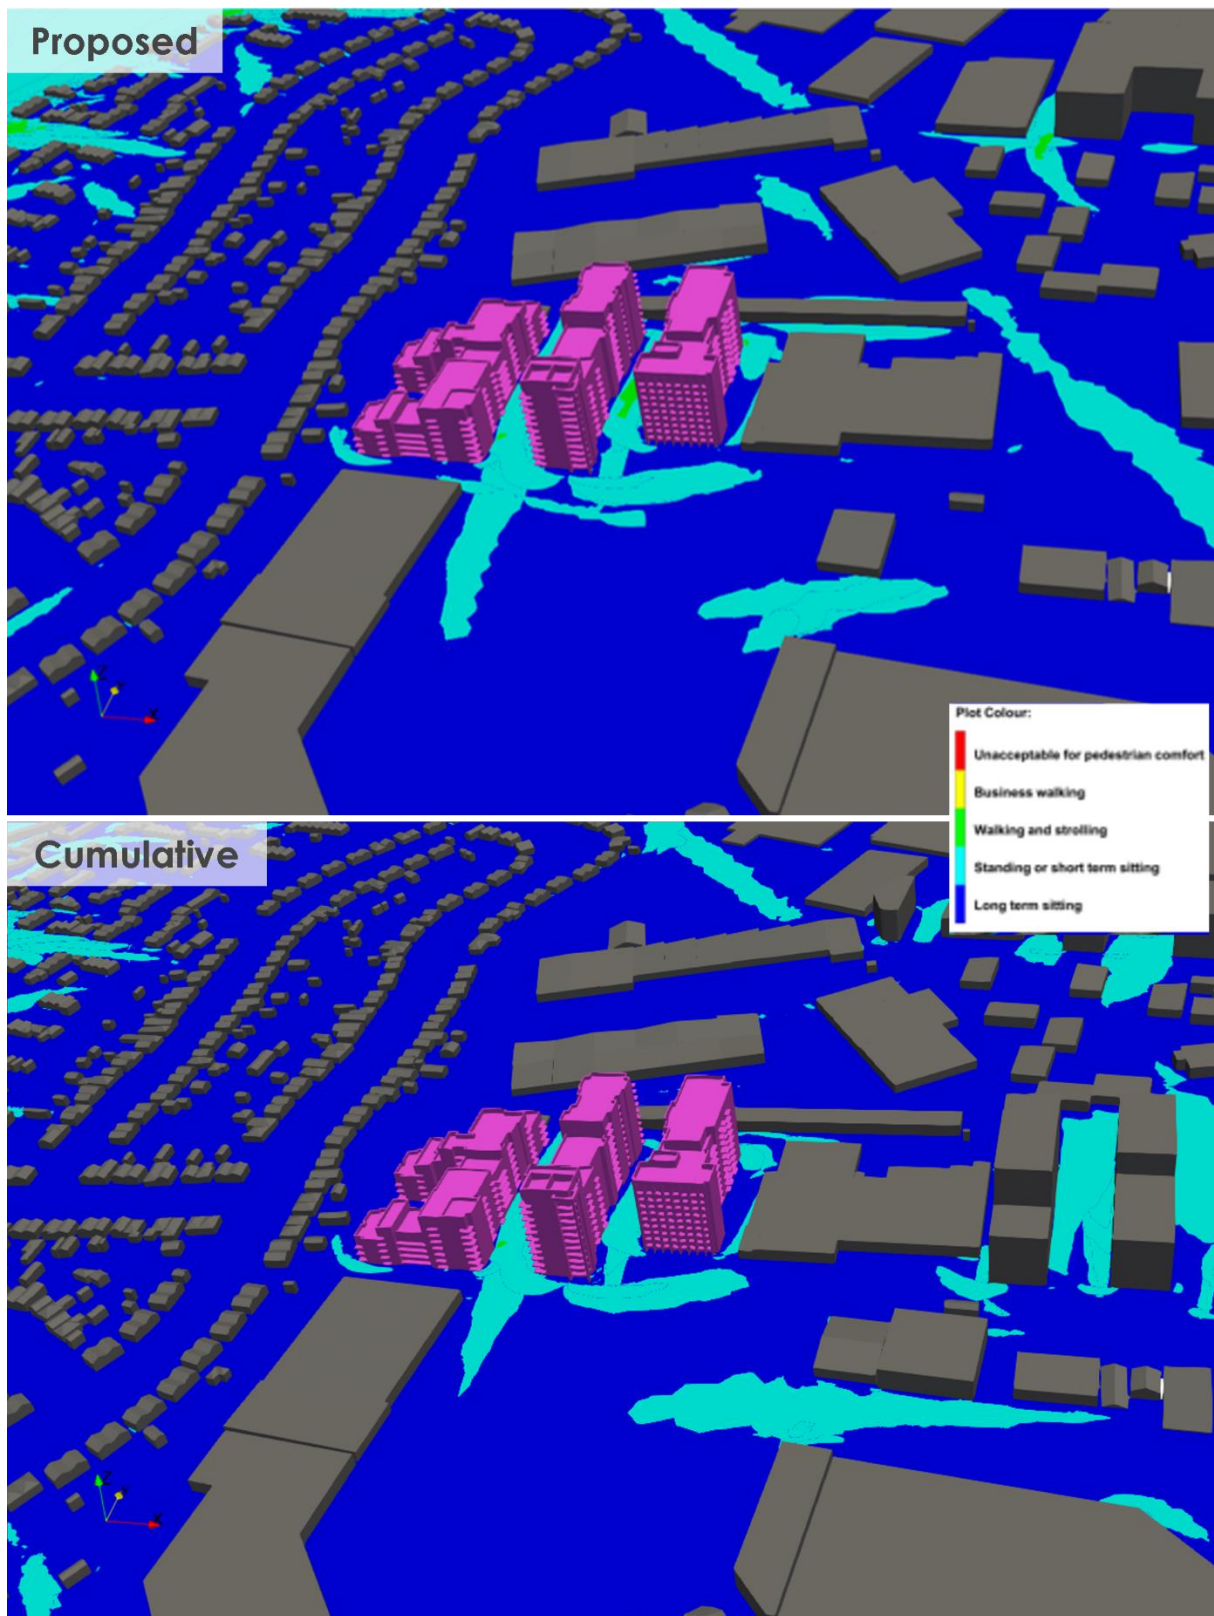 Proposed
Z
Y
X
Plot Colour:
Unacceptable for pedestrian comfort
Business walking
Walking and strolling
Standing or short term sitting
Long term sitting
Cumulative
Z
Y
X